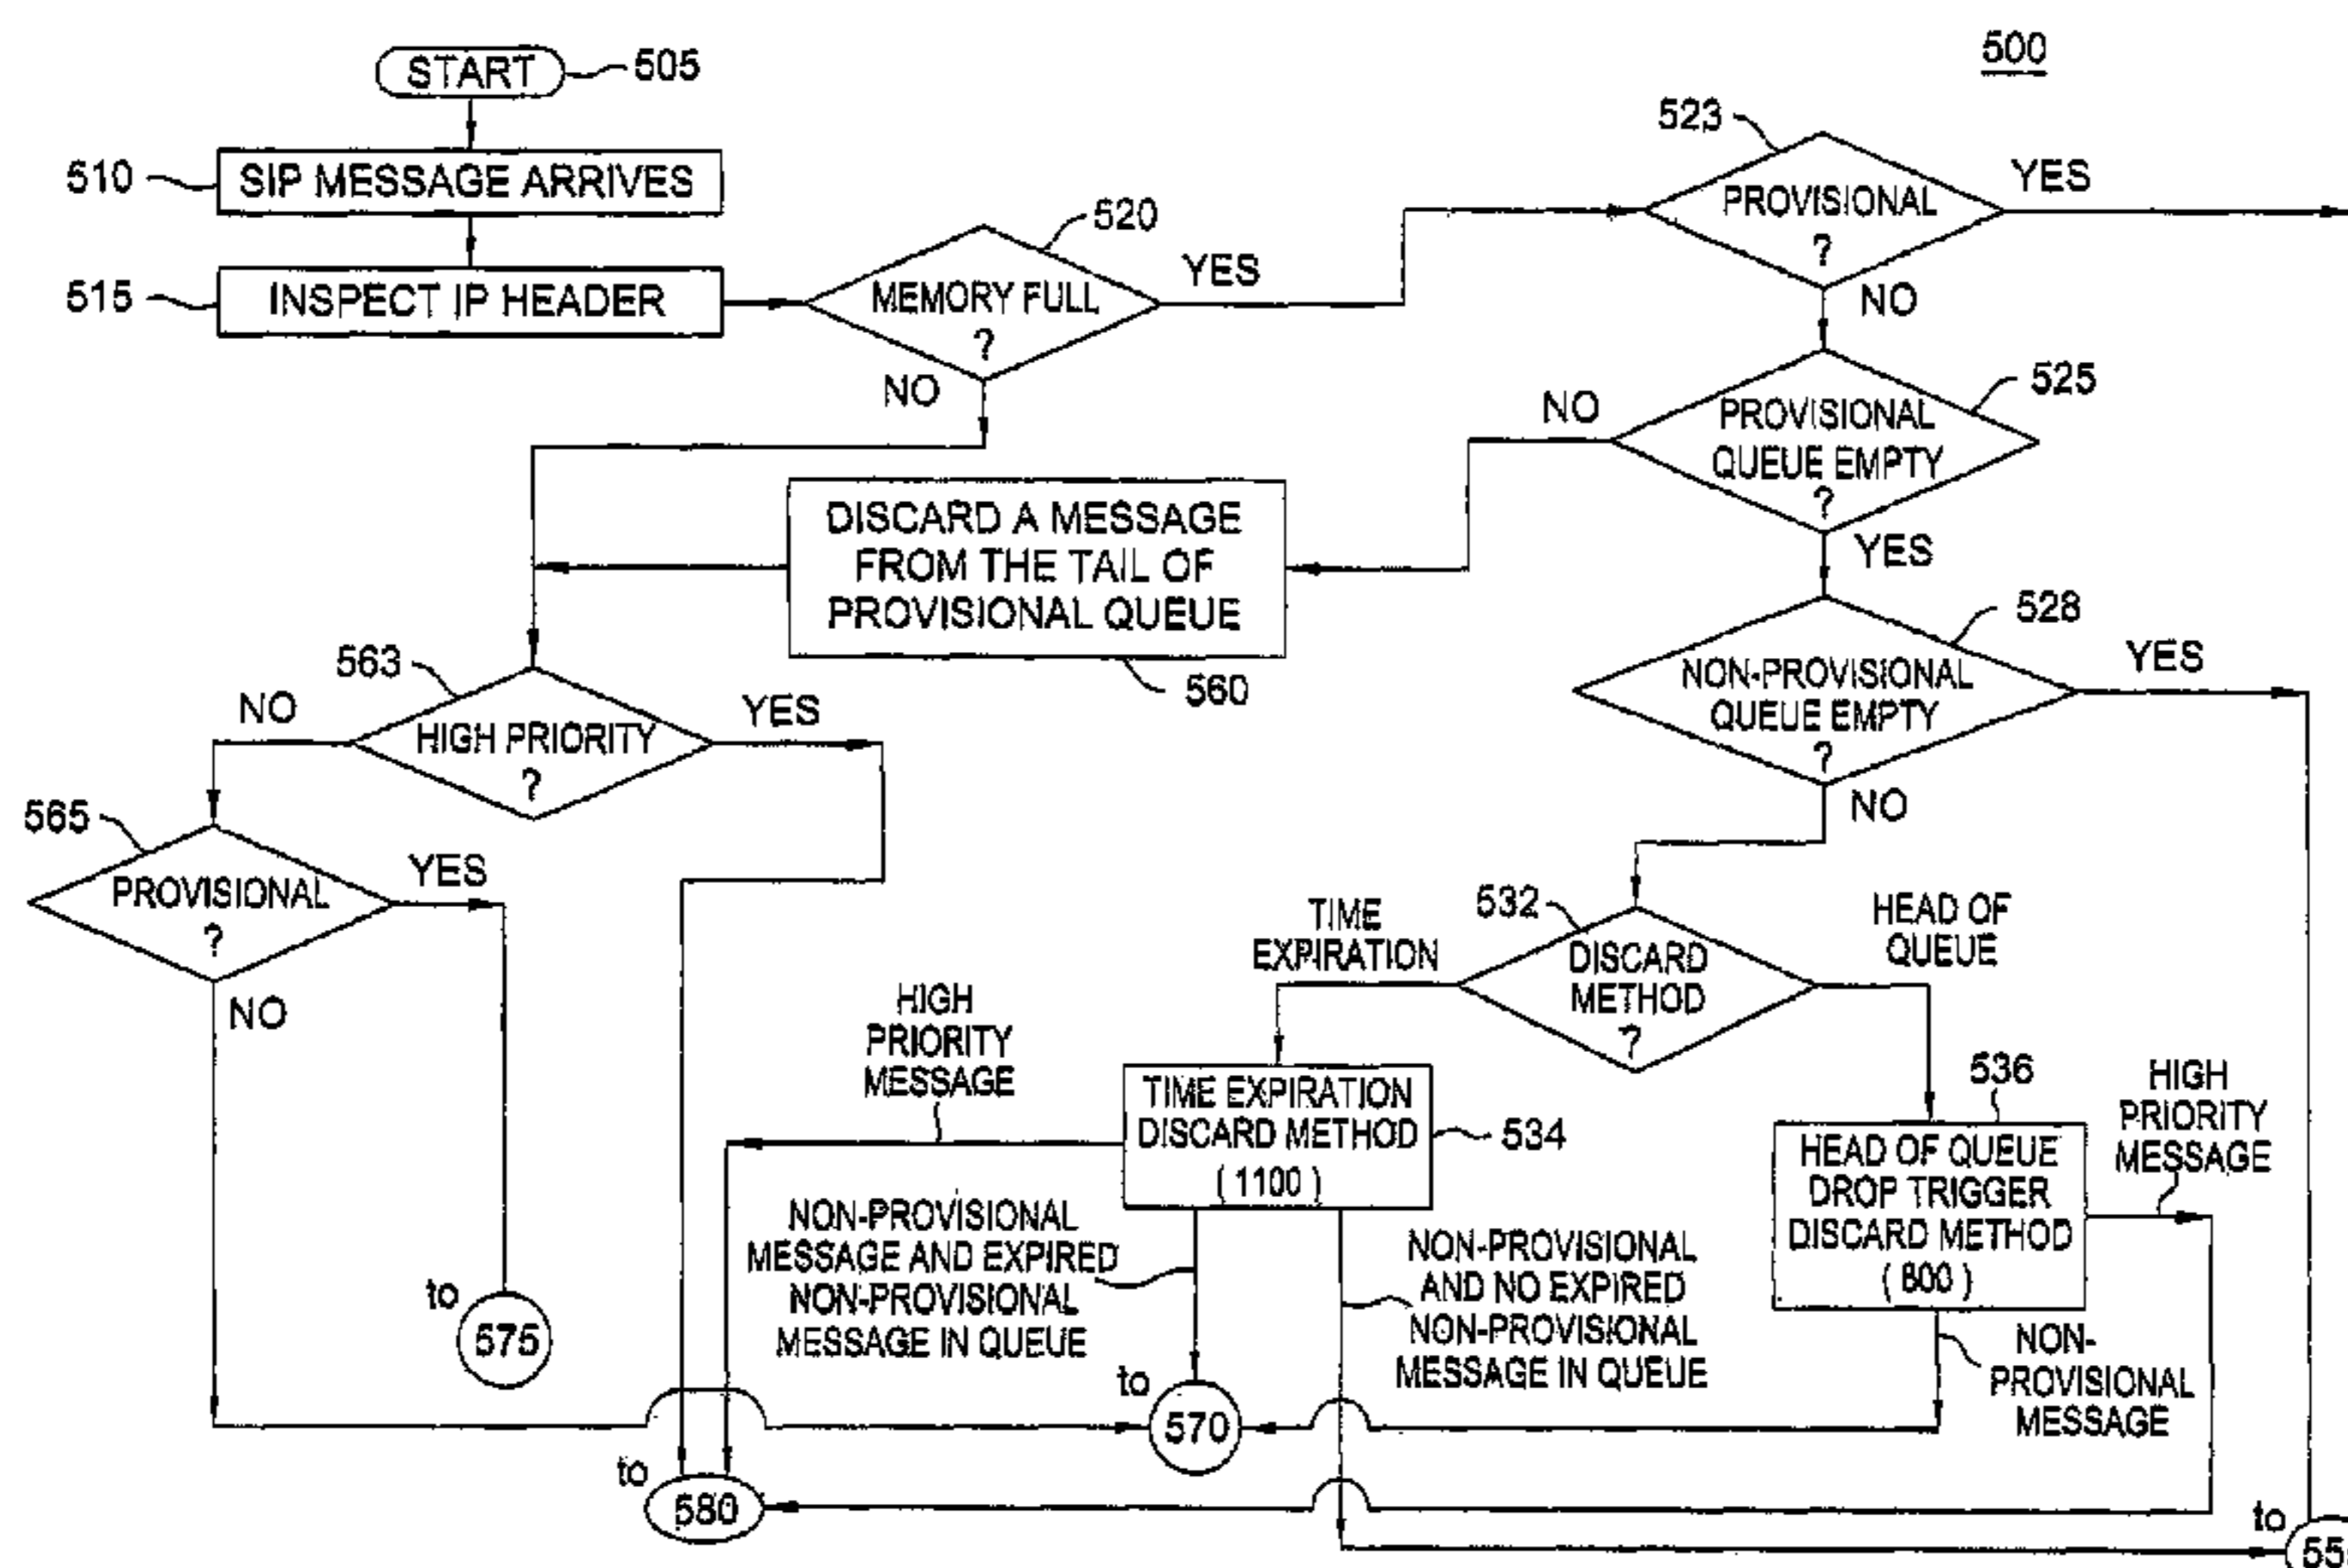 500
START
505
510
SIP MESSAGE ARRIVES
515
INSPECT IP HEADER
520
MEMORY FULL
?
YES
NO
523
PROVISIONAL
?
YES
NO
525
PROVISIONAL
QUEUE EMPTY
?
NO
YES
DISCARD A MESSAGE
FROM THE TAIL OF
PROVISIONAL QUEUE
560
528
NON-PROVISIONAL
QUEUE EMPTY
?
YES
NO
563
HIGH PRIORITY
?
NO
YES
565
PROVISIONAL
?
YES
NO
532
DISCARD
METHOD
?
TIME
EXPIRATION
HEAD OF
QUEUE
HIGH
PRIORITY
MESSAGE
TIME EXPIRATION
DISCARD METHOD
( 1100 )
534
536
HEAD OF QUEUE
DROP TRIGGER
DISCARD METHOD
( 800 )
HIGH
PRIORITY
MESSAGE
NON-PROVISIONAL
MESSAGE AND EXPIRED
NON-PROVISIONAL
MESSAGE IN QUEUE
NON-PROVISIONAL
AND NO EXPIRED
NON-PROVISIONAL
MESSAGE IN QUEUE
NON-
PROVISIONAL
MESSAGE
to
575
to
570
to
580
to